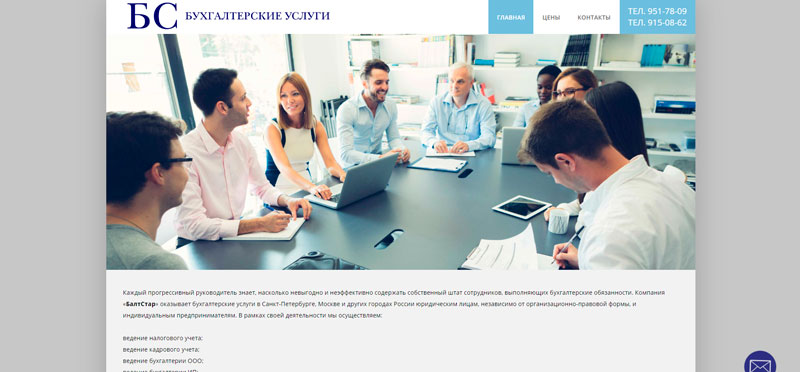 БС БУХГАЛТЕРСКИЕ УСЛУГИ
ГЛАВНАЯ ЦЕНЫ КОНТАКТЫ
ТЕЛ. 951-78-09
ТЕЛ. 915-08-62
Каждый прогрессивный руководитель знает, насколько невыгодно и неэффективно содержать собственный штат сотрудников, выполняющих бухгалтерские обязанности. Компания
«БалтСтар» оказывает бухгалтерские услуги в Санкт-Петербурге, Москве и других городах России юридическим лицам, независимо от организационно-правовой формы, и
индивидуальным предпринимателям. В рамках своей деятельности мы осуществляем:
ведение налогового учета;
ведение кадрового учета;
ведение бухгалтерии ООО;
ведение бухгалтерии ИП;